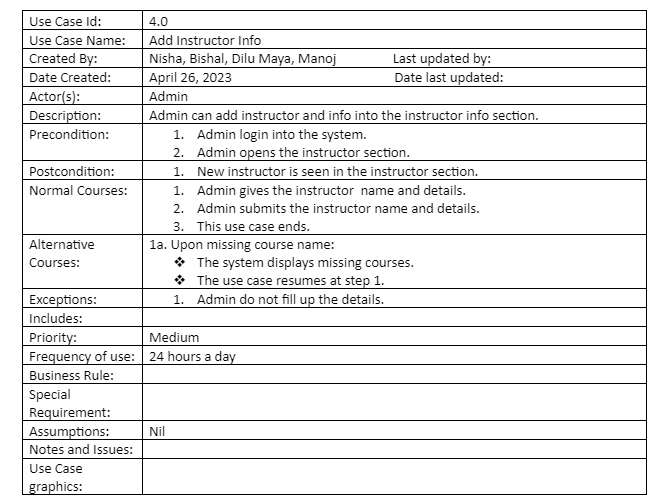 Use Case Id: 4.0
Use Case Name: Add Instructor Info
Created By: Nisha, Bishal, Dilu Maya, Manoj Last updated by:
Date Created: April 26, 2023 Date last updated:
Actor(s): Admin
Description: Admin can add instructor and info into the instructor info section.
Precondition: 1. Admin login into the system.
2. Admin opens the instructor section.
Postcondition: 1. New instructor is seen in the instructor section.
Normal Courses: 1. Admin gives the instructor name and details.
2. Admin submits the instructor name and details.
3. This use case ends.
Alternative 1a. Upon missing course name:
Courses: ❖ The system displays missing courses.
❖ The use case resumes at step 1.
Exceptions: 1. Admin do not fill up the details.
Includes:
Priority: Medium
Frequency of use: 24 hours a day
Business Rule:
Special
Requirement:
Assumptions: Nil
Notes and Issues:
Use Case
graphics: